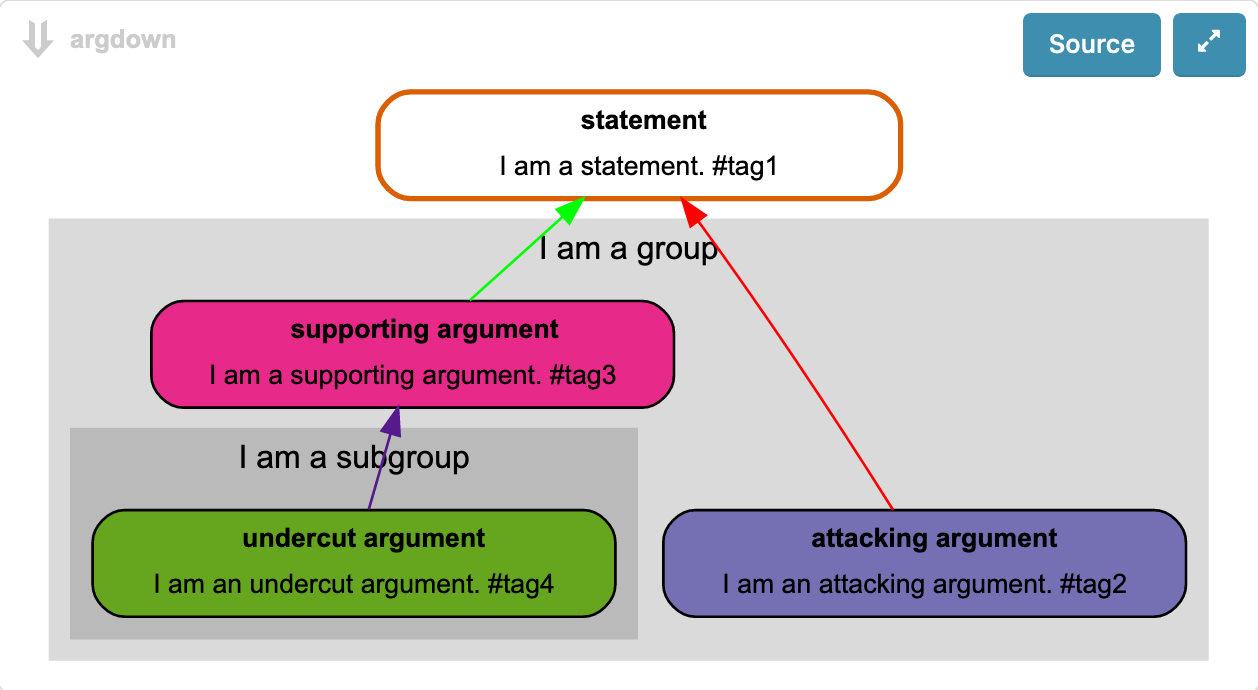 argdown
Source
statement
I am a statement. #tag1
I am a group
supporting argument
I am a supporting argument. #tag3
I am a subgroup
undercut argument
I am an undercut argument. #tag4
attacking argument
I am an attacking argument. #tag2